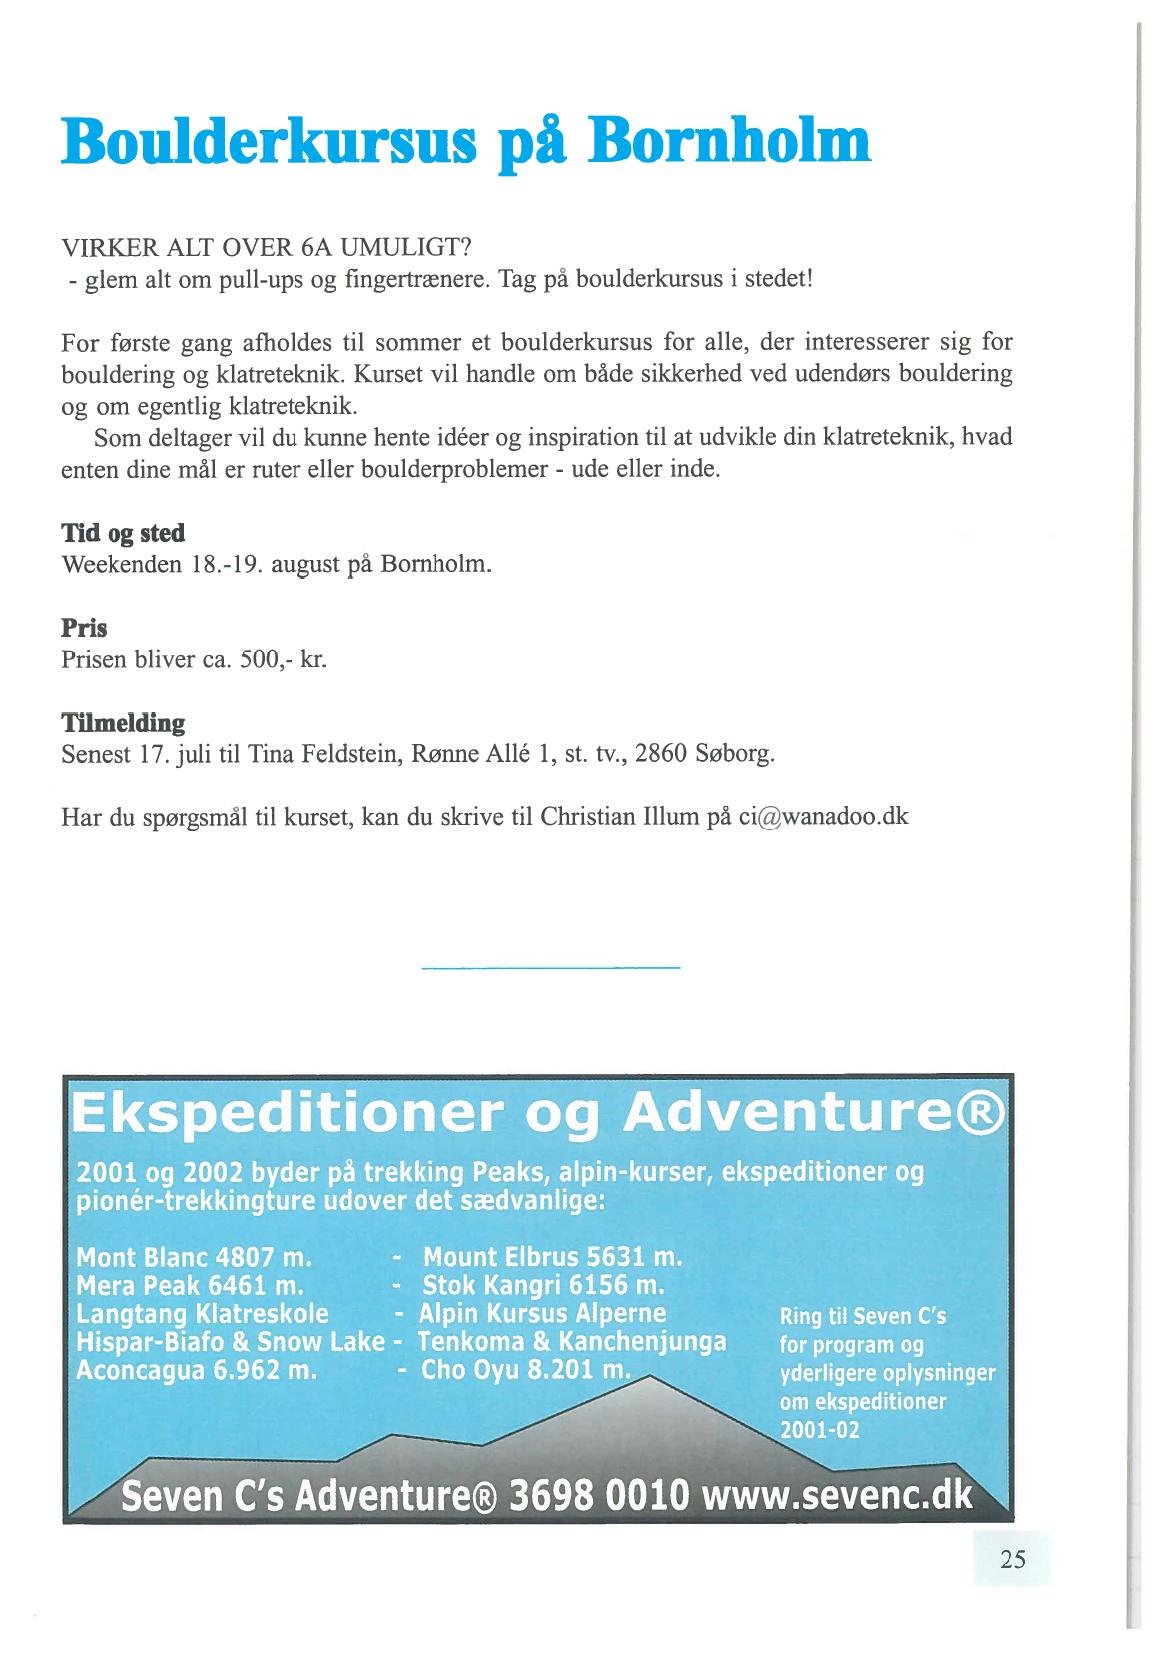 Boulderkursus på Bornholm
VIRKER ALT OVER 6A UMULIGT?
- glem alt om pull-ups og fingertrænere. Tag på boulderkursus i stedet!
For første gang afholdes til sommer et boulderkursus for alle, der interesserer sig for
bouldering og klatreteknik. Kurset vil handle om både sikkerhed ved udendørs bouldering
og om egentlig klatreteknik.
Som deltager vil du kunne hente idéer og inspiration til at udvikle din klatreteknik, hvad
enten dine mål er ruter eller boulderproblemer - ude eller inde.
Tid og sted
Weekenden 18.-19. august på Bornholm.
Pris
Prisen bliver ca. 500,- kr.
Tilmelding
Senest 17. juli til Tina Feldstein, Rønne Allé 1, st. tv., 2860 Søborg.
Har du spørgsmål til kurset, kan du skrive til Christian Illum på ci@wanadoo.dk
Ekspeditioner og Adventure®
2001 og 2002 byder på trekking Peaks, alpin-kurser, ekspeditioner og
pionér-trekkingture udover det sædvanlige:
Mont Blanc 4807 m. - Mount Elbrus 5631 m.
Mera Peak 6461 m. - Stok Kangri 6156 m.
Langtang Klatreskole - Alpin Kursus Alperne
Hispar-Biafo & Snow Lake - Tenkoma & Kanchenjunga
Aconcagua 6.962 m. - Cho Oyu 8.201 m.
Ring til Seven C's
for program og
yderligere oplysninger
om ekspeditioner
2001-02
Seven C's Adventure® 3698 0010 www.sevenc.dk
25